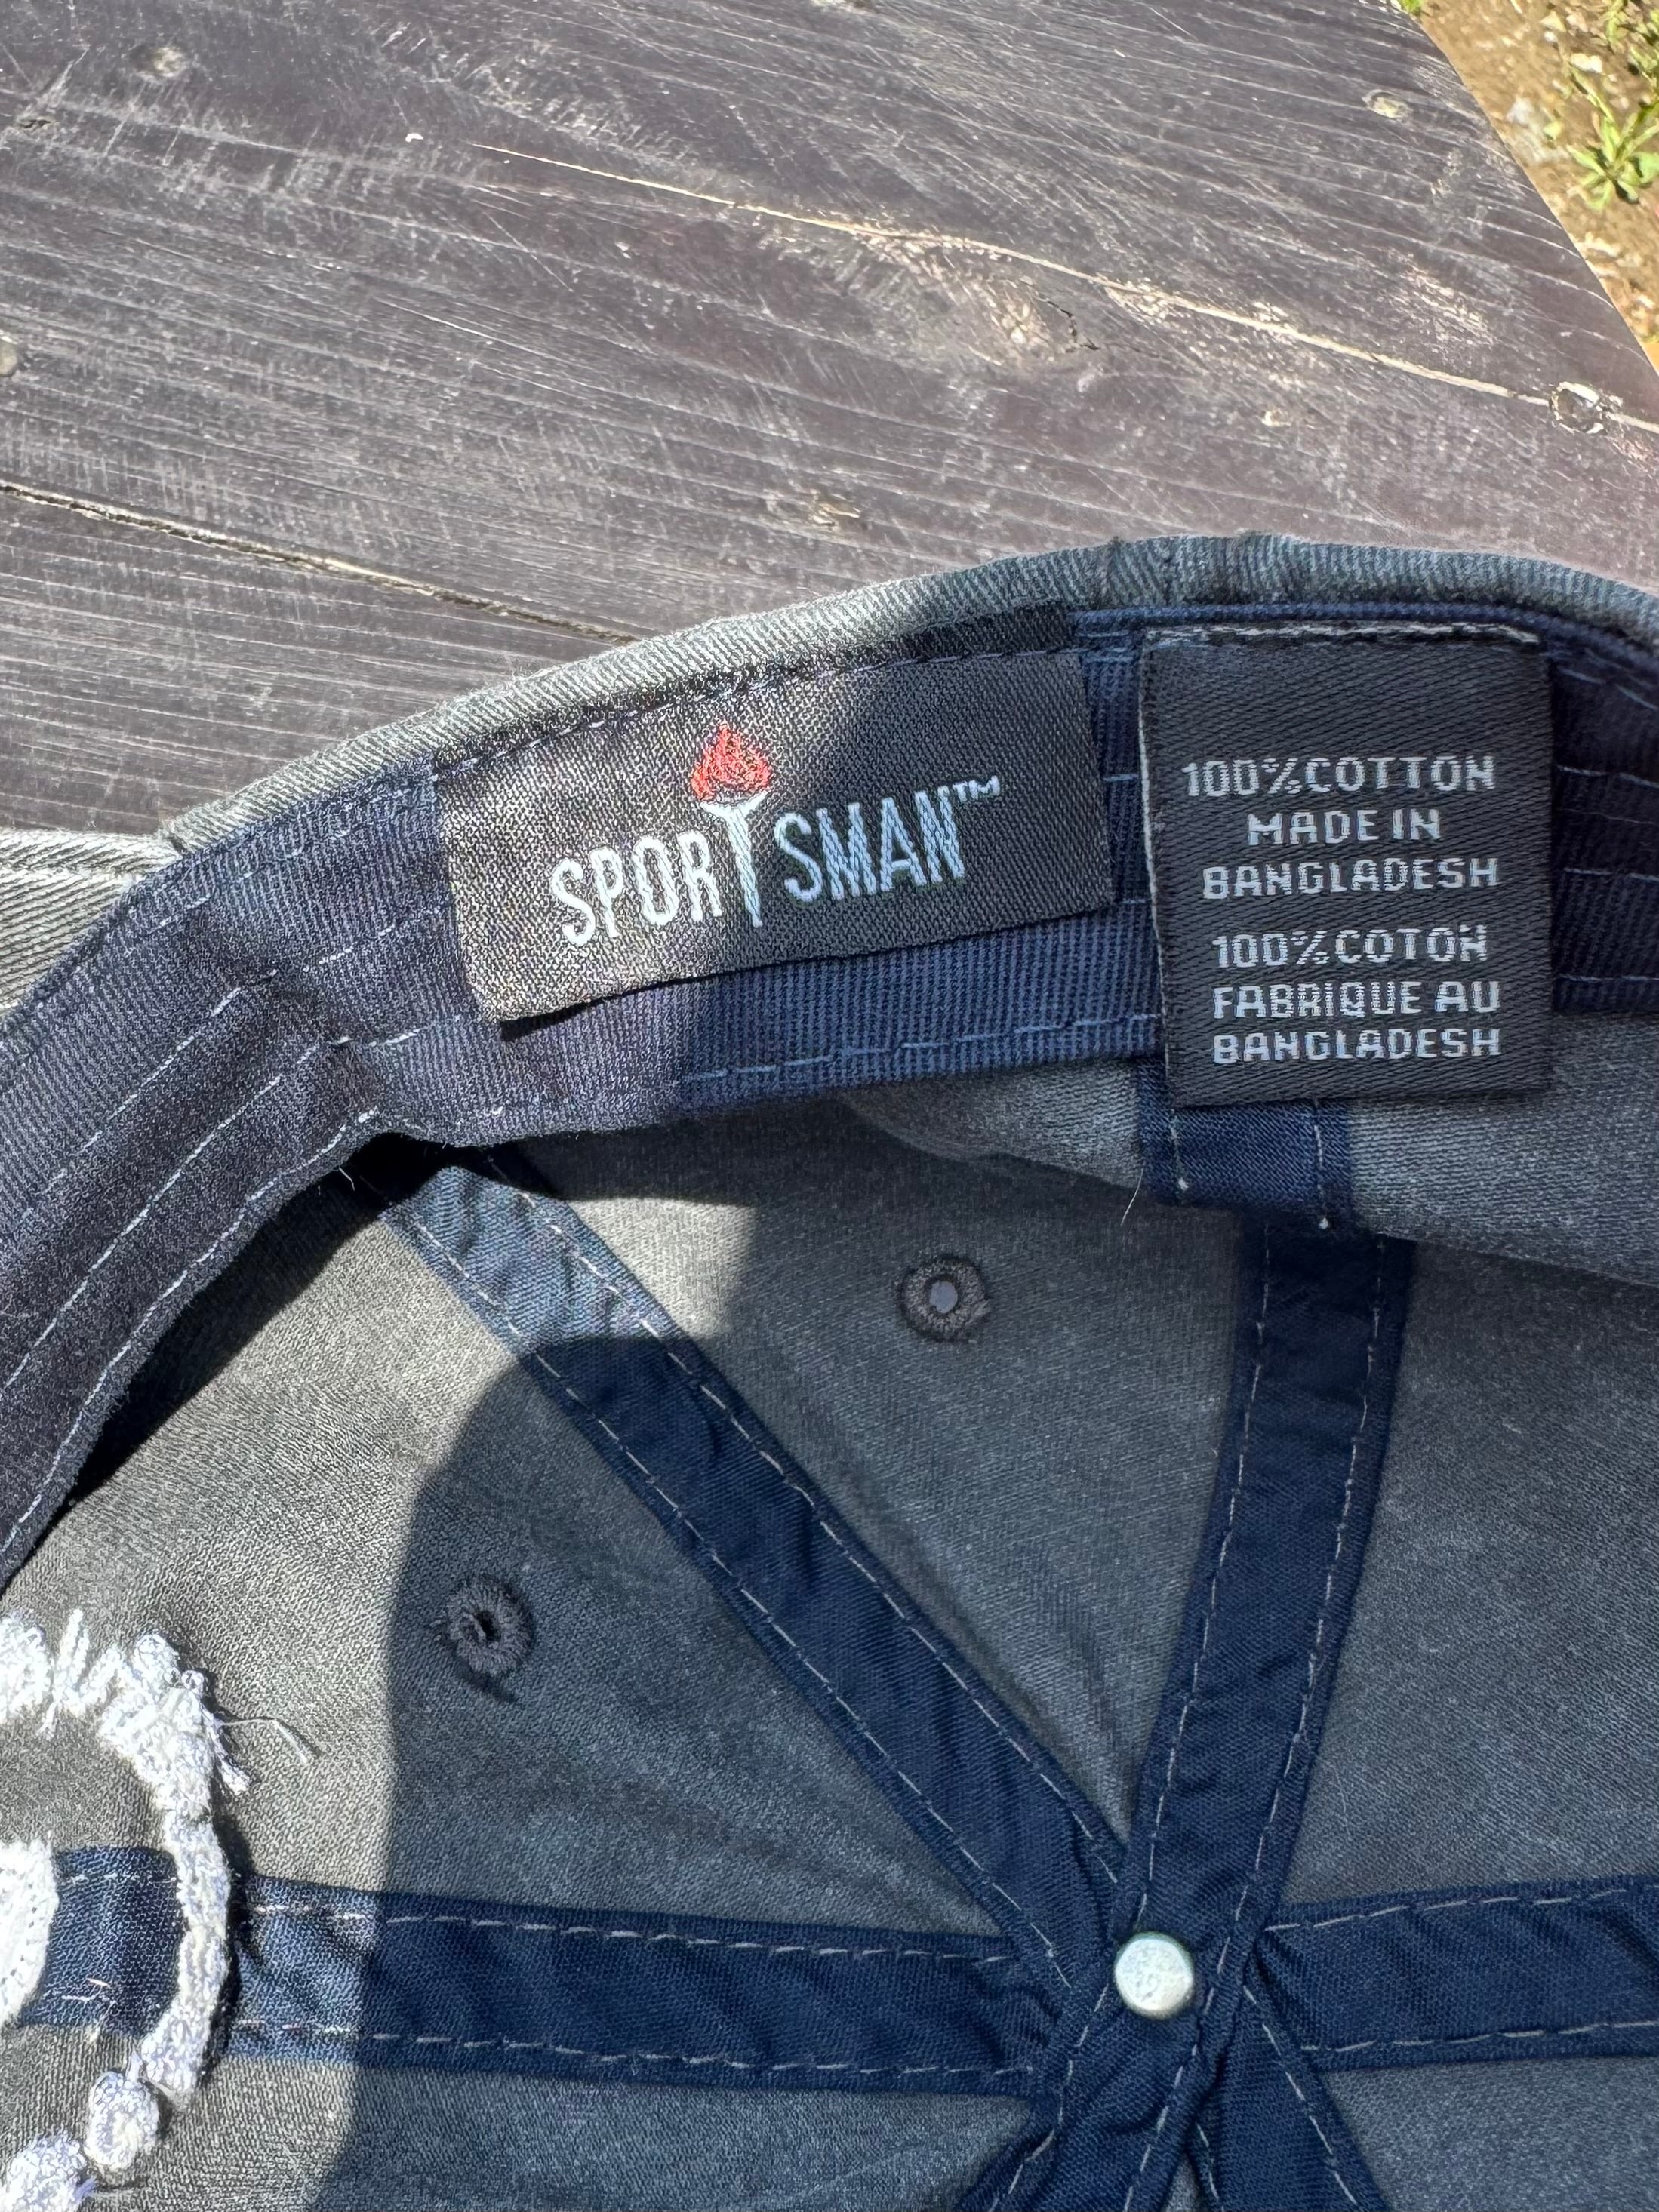 SPORTSMAN™
100%COTTON
MADE IN
BANGLADESH
100%COTON
FABRIQUE AU
BANGLADESH